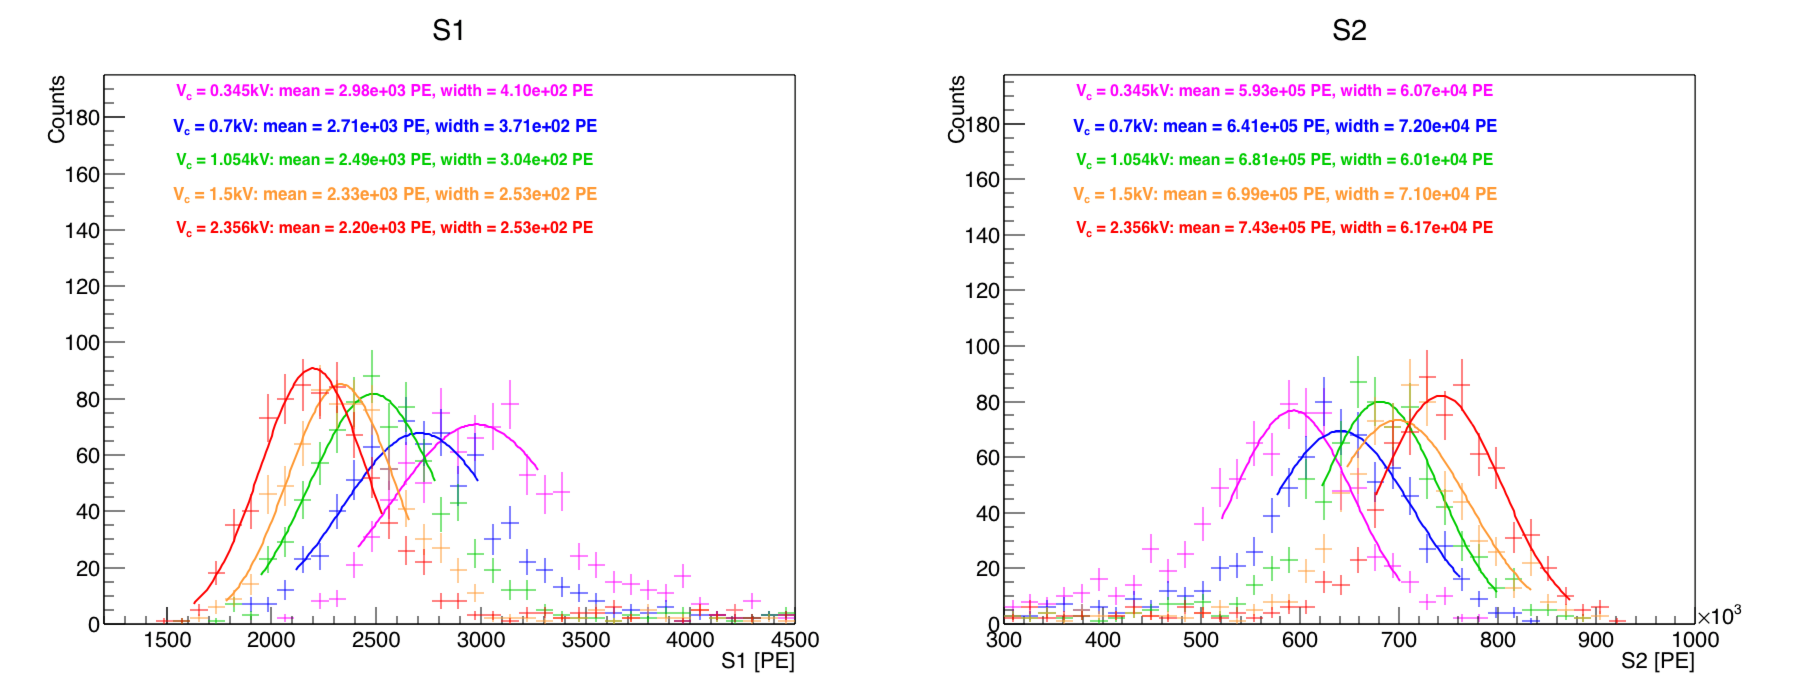 S1
Counts
V_c = 0.345kV: mean = 2.98e+03 PE, width = 4.10e+02 PE
V_c = 0.7kV: mean = 2.71e+03 PE, width = 3.71e+02 PE
V_c = 1.054kV: mean = 2.49e+03 PE, width = 3.04e+02 PE
V_c = 1.5kV: mean = 2.33e+03 PE, width = 2.53e+02 PE
V_c = 2.356kV: mean = 2.20e+03 PE, width = 2.53e+02 PE
180
160
140
120
100
80
60
40
20
0
1500 2000 2500 3000 3500 4000 4500
S1 [PE]
S2
Counts
V_c = 0.345kV: mean = 5.93e+05 PE, width = 6.07e+04 PE
V_c = 0.7kV: mean = 6.41e+05 PE, width = 7.20e+04 PE
V_c = 1.054kV: mean = 6.81e+05 PE, width = 6.01e+04 PE
V_c = 1.5kV: mean = 6.99e+05 PE, width = 7.10e+04 PE
V_c = 2.356kV: mean = 7.43e+05 PE, width = 6.17e+04 PE
180
160
140
120
100
80
60
40
20
0
300 400 500 600 700 800 900 1000
×10³
S2 [PE]